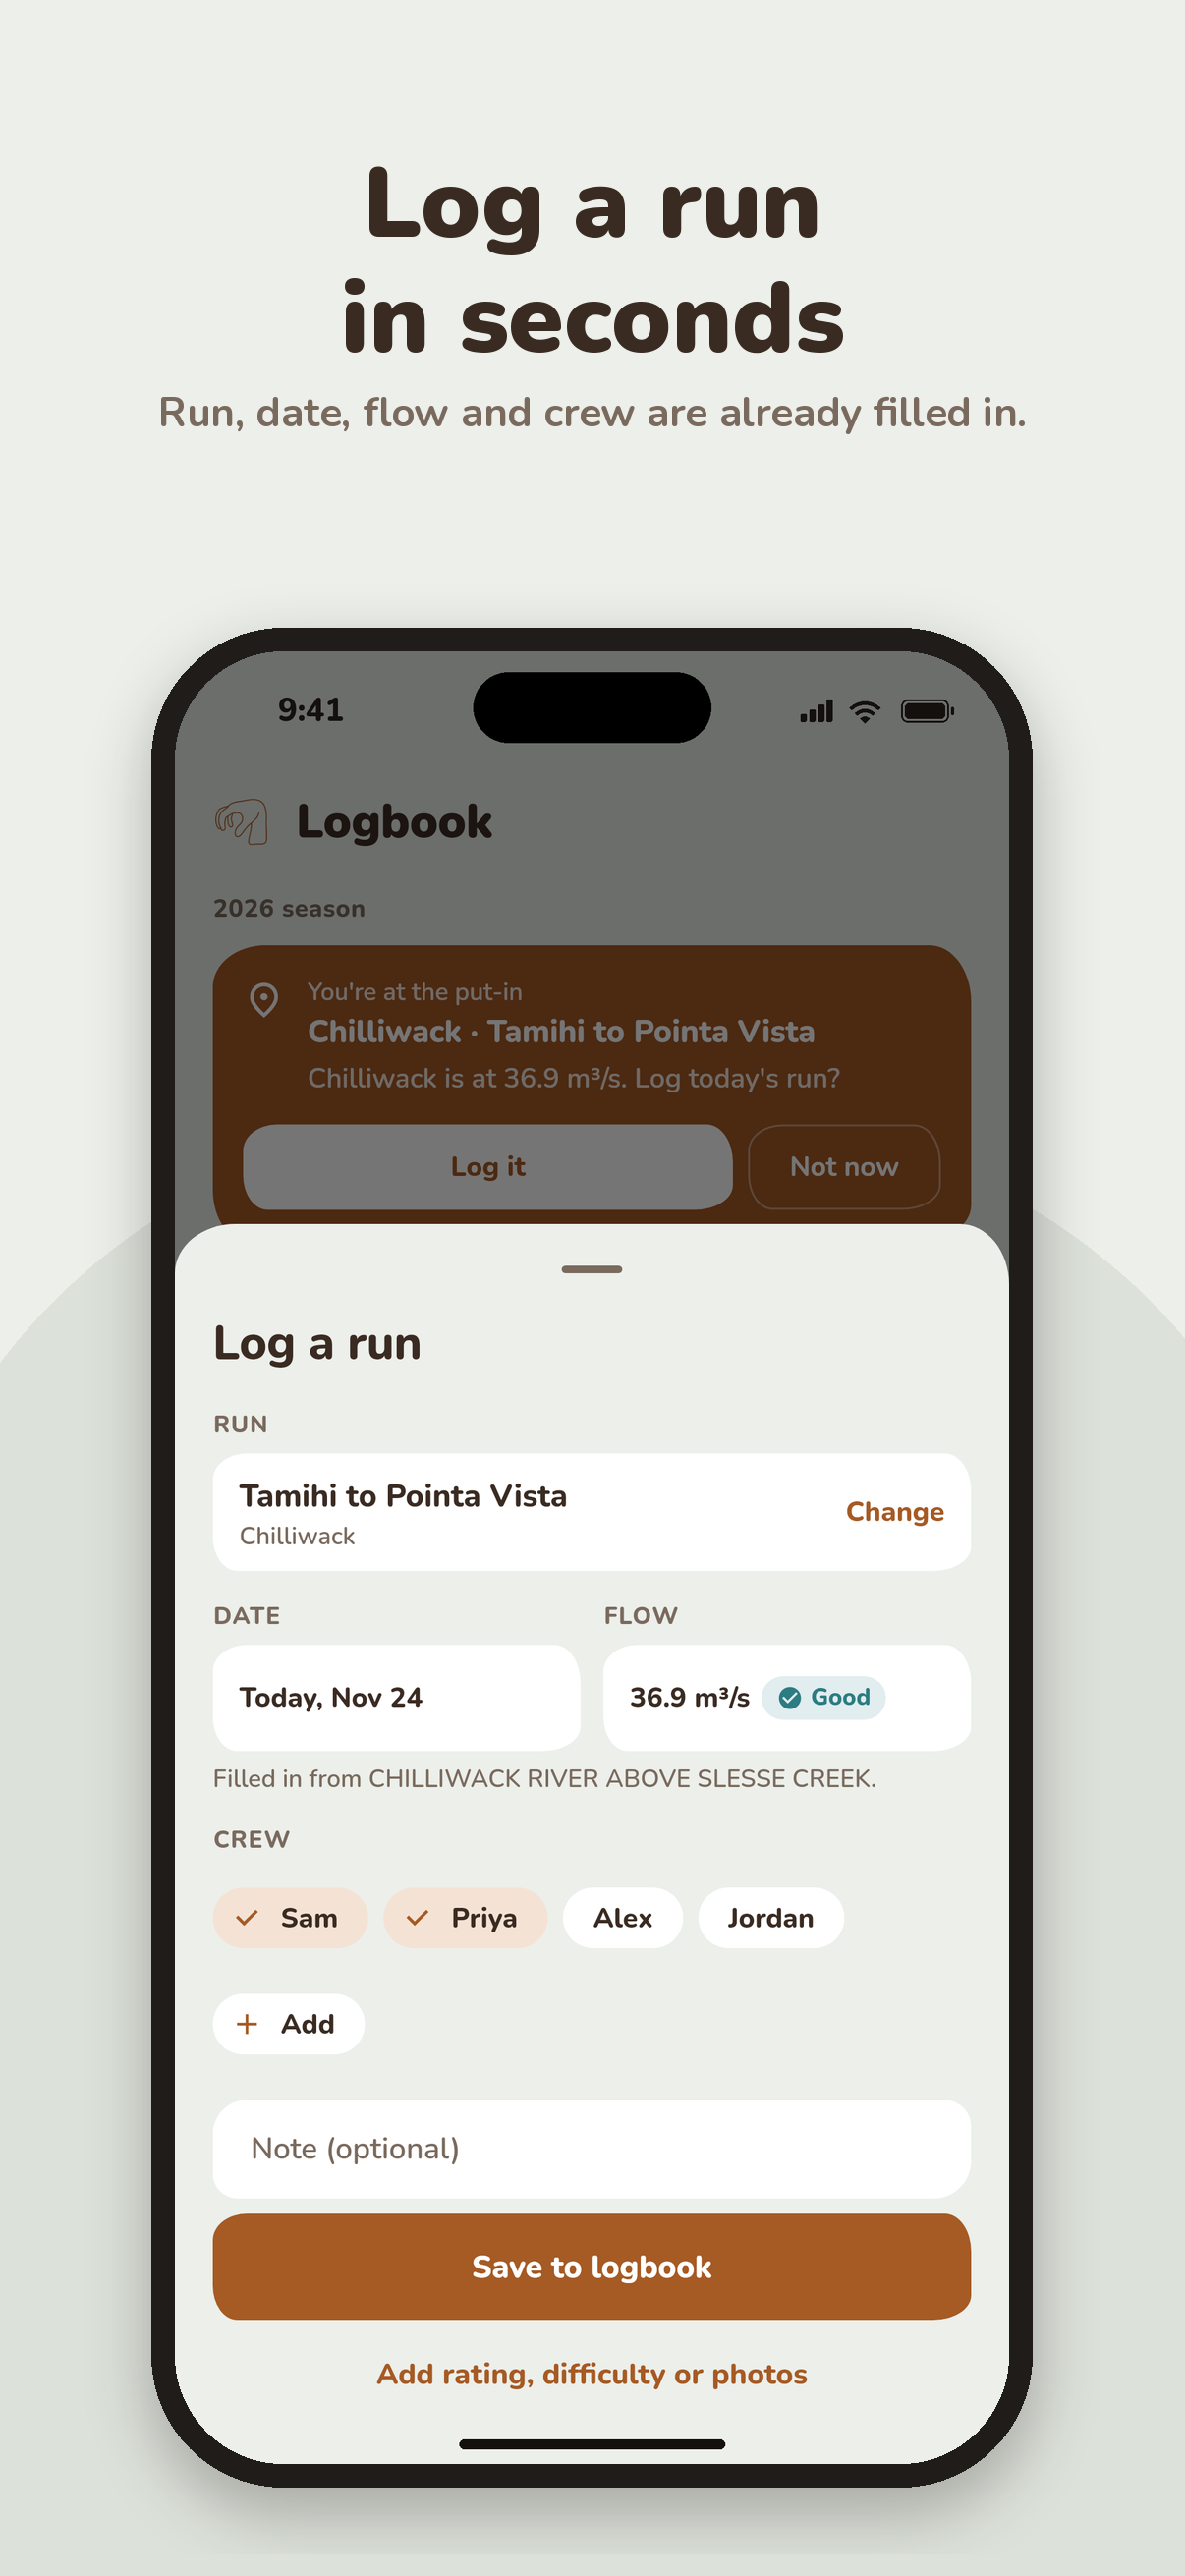 Log a run
in seconds
Run, date, flow and crew are already filled in.
9:41
Logbook
2026 season
You're at the put-in
Chilliwack · Tamihi to Pointa Vista
Chilliwack is at 36.9 m³/s. Log today's run?
Log it
Not now
Log a run
RUN
Tamihi to Pointa Vista
Chilliwack
Change
DATE
FLOW
Today, Nov 24
36.9 m³/s
Good
Filled in from CHILLIWACK RIVER ABOVE SLESSE CREEK.
CREW
Sam
Priya
Alex
Jordan
Add
Note (optional)
Save to logbook
Add rating, difficulty or photos